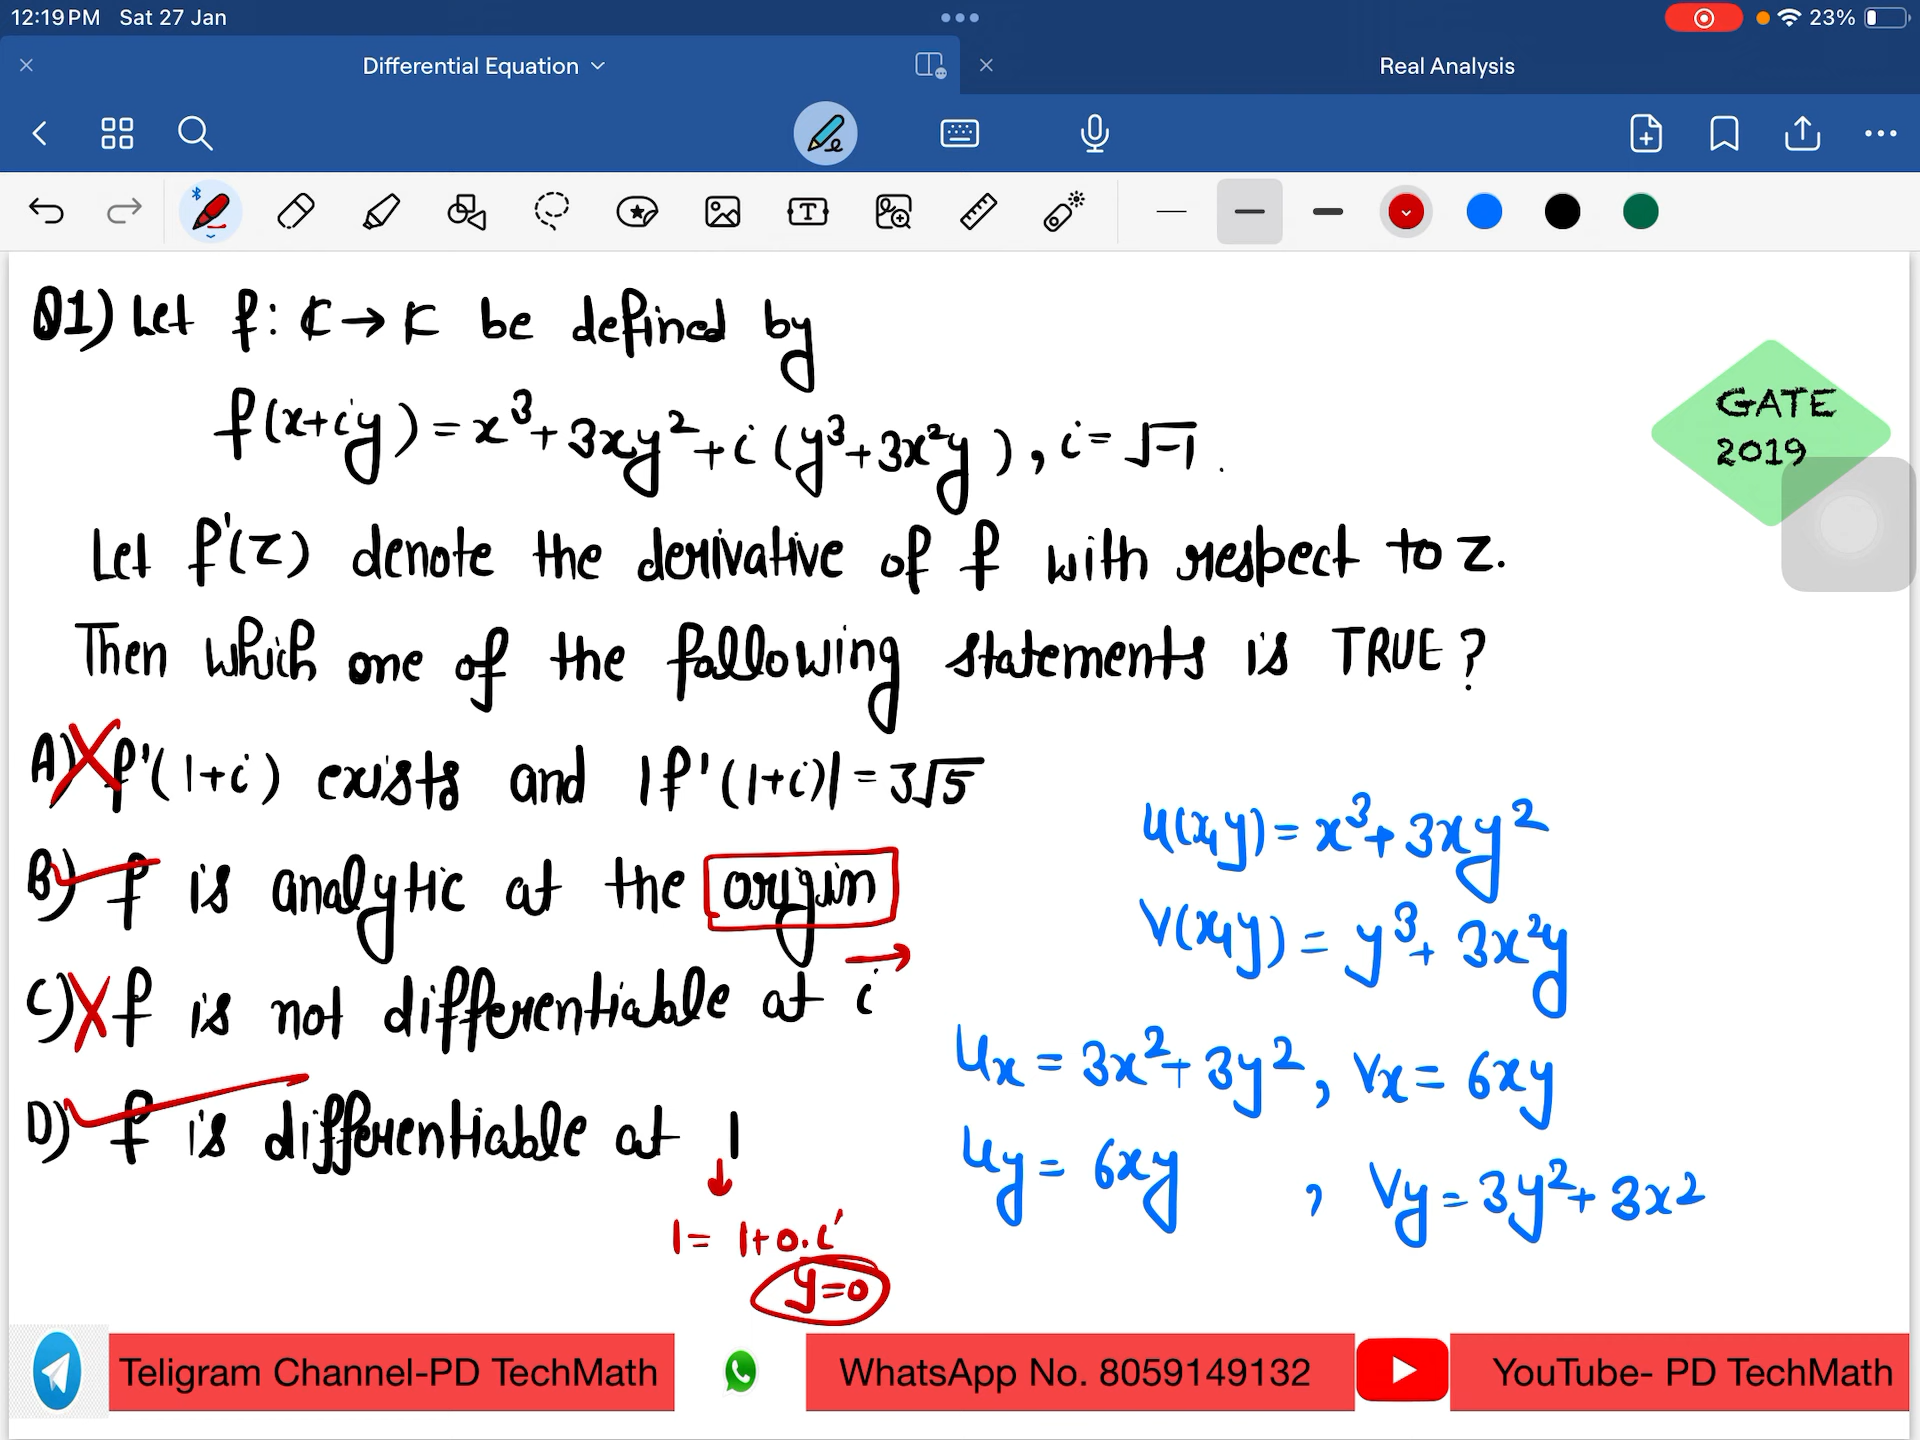 12:19 PM Sat 27 Jan
23%
Differential Equation
Real Analysis
Q1) Let f: ℂ → ℂ be defined by
f(x+iy) = x³ + 3xy² + i (y³ + 3x²y), i = √-1.
GATE
2019
Let f'(z) denote the derivative of f with respect to z.
Then which one of the following statements is TRUE?
A) f'(1+i) exists and |f'(1+i)| = 3√5
B) f is analytic at the origin
C) f is not differentiable at i
D) f is differentiable at 1
1 = 1+0.i
y=0
u(x,y) = x³ + 3xy²
v(x,y) = y³ + 3x²y
ux = 3x² + 3y², vx = 6xy
uy = 6xy , vy = 3y² + 3x²
Teligram Channel-PD TechMath
WhatsApp No. 8059149132
YouTube- PD TechMath